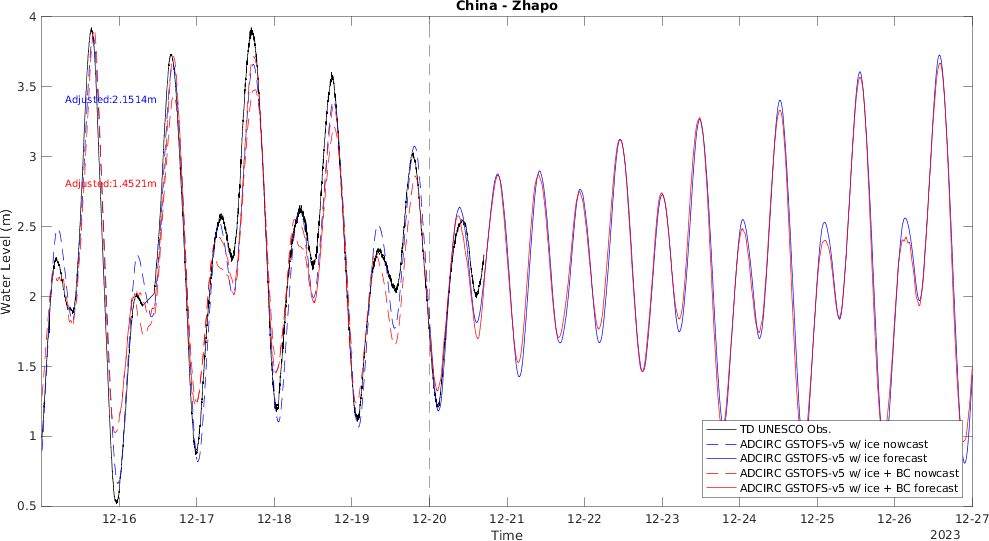 China - Zhapo
4
3.5
3
2.5
2
1.5
1
0.5
Water Level (m)
Adjusted:2.1514m
Adjusted:1.4521m
TD UNESCO Obs.
ADCIRC GSTOFS-v5 w/ ice nowcast
ADCIRC GSTOFS-v5 w/ ice forecast
ADCIRC GSTOFS-v5 w/ ice + BC nowcast
ADCIRC GSTOFS-v5 w/ ice + BC forecast
12-16 12-17 12-18 12-19 12-20 12-21 12-22 12-23 12-24 12-25 12-26 12-27
Time
2023